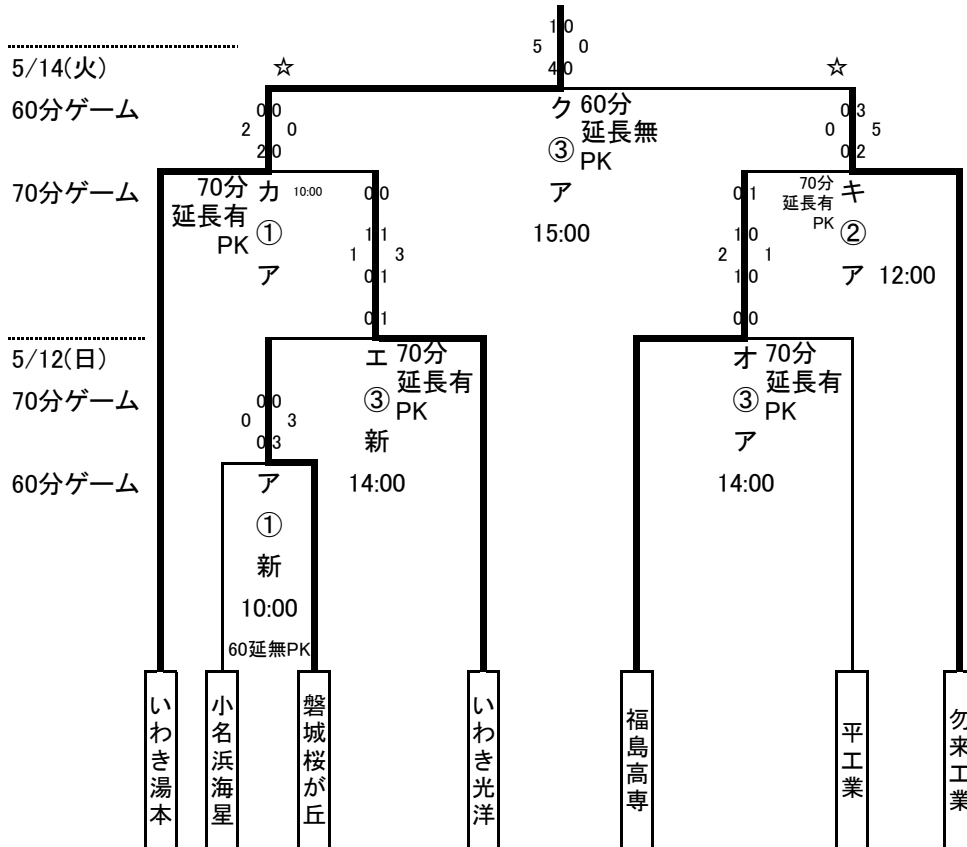 1 0
5 0
4 0
5/14(火)
☆
☆
60分ゲーム
0 0
2 0
2 0
ク 60分
延長無
③ PK
ア
15:00
0 3
0 5
0 2
70分ゲーム
70分
延長有
PK
カ 10:00
①
ア
0 0
1 1
1 3
0 1
0 1
0 1
1 0
2 1
1 0
0 0
70分
延長有
PK
キ
②
ア 12:00
5/12(日)
70分ゲーム
エ 70分
延長有
③ PK
新
14:00
オ 70分
延長有
③ PK
ア
14:00
0 0
0 3
0 3
60分ゲーム
ア
①
新
10:00
60延無PK
いわき湯本
小名浜海星
磐城桜が丘
いわき光洋
福島高専
平工業
勿来工業